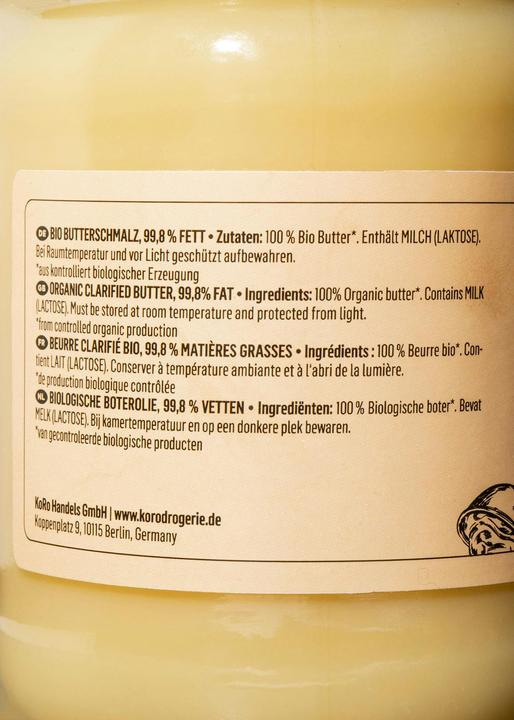 DE BIO BUTTERSCHMALZ, 99,8 % FETT • Zutaten: 100 % Bio Butter*. Enthält MILCH (LAKTOSE).
Bei Raumtemperatur und vor Licht geschützt aufbewahren.
*aus kontrolliert biologischer Erzeugung
GB ORGANIC CLARIFIED BUTTER, 99,8% FAT • Ingredients: 100% Organic butter*. Contains MILK
(LACTOSE). Must be stored at room temperature and protected from light.
*from controlled organic production
FR BEURRE CLARIFIÉ BIO, 99,8 % MATIÈRES GRASSES • Ingrédients : 100 % Beurre bio*. Con-
tient LAIT (LACTOSE). Conserver à température ambiante et à l'abri de la lumière.
*de production biologique contrôlée
NL BIOLOGISCHE BOTEROLIE, 99,8 % VETTEN • Ingrediënten: 100 % Biologische boter*. Bevat
MELK (LACTOSE). Bij kamertemperatuur en op een donkere plek bewaren.
*van gecontroleerde biologische producten
KoRo Handels GmbH | www.korodrogerie.de
Koppenplatz 9, 10115 Berlin, Germany